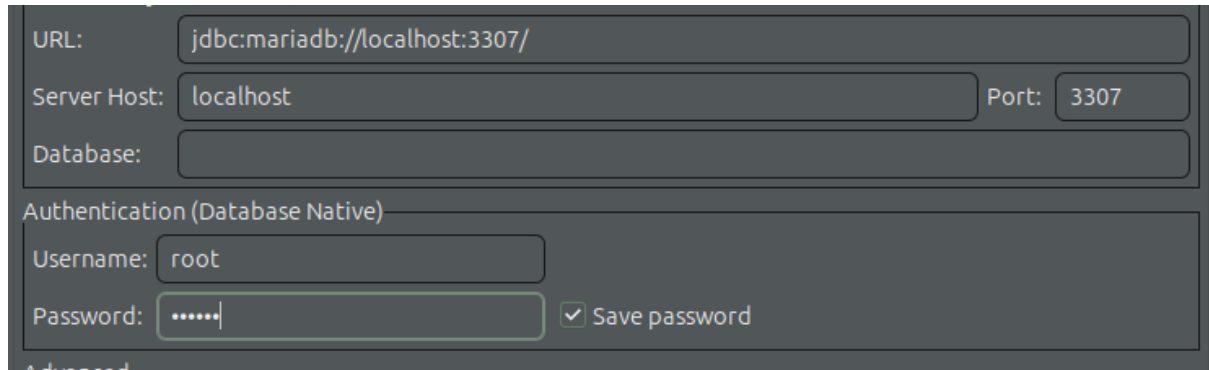 URL: jdbc:mariadb://localhost:3307/
Server Host: localhost Port: 3307
Database:
Authentication (Database Native)
Username: root
Password: ••••••
Save password